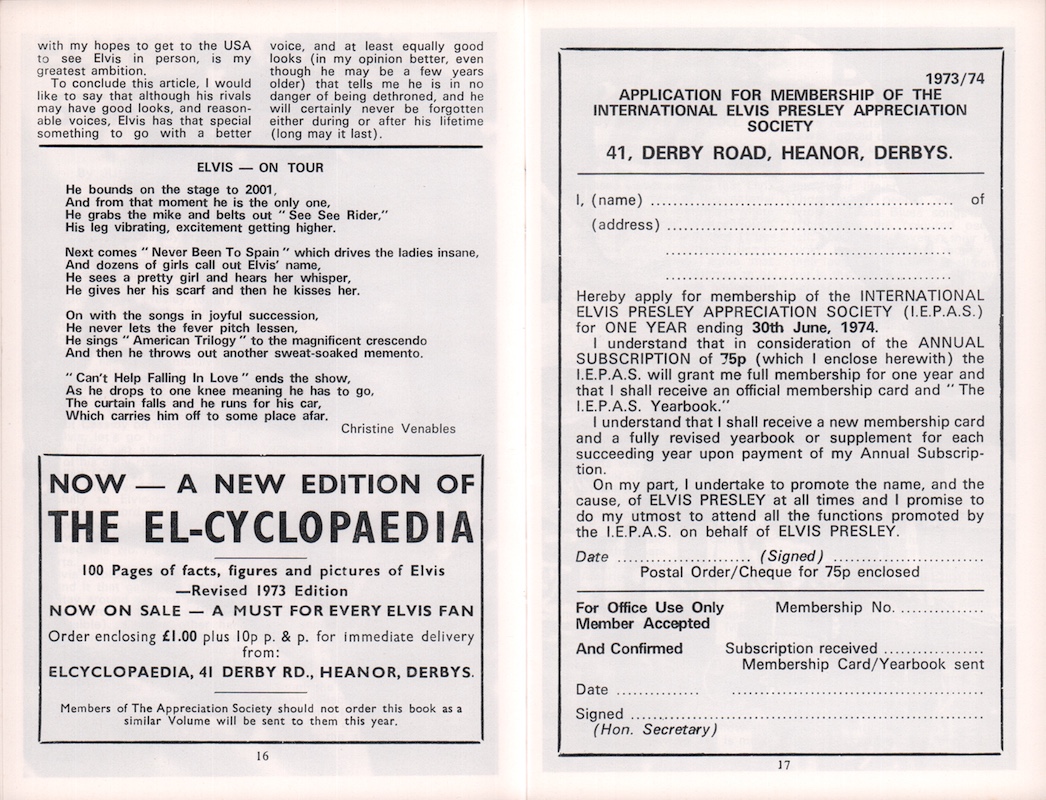 with my hopes to get to the USA
to see Elvis in person, is my
greatest ambition.
To conclude this article, I would
like to say that although his rivals
may have good looks, and reason-
able voices, Elvis has that special
something to go with a better
voice, and at least equally good
looks (in my opinion better, even
though he may be a few years
older) that tells me he is in no
danger of being dethroned, and he
will certainly never be forgotten
either during or after his lifetime
(long may it last).
ELVIS — ON TOUR
He bounds on the stage to 2001,
And from that moment he is the only one,
He grabs the mike and belts out "See See Rider,"
His leg vibrating, excitement getting higher.
Next comes "Never Been To Spain" which drives the ladies insane,
And dozens of girls call out Elvis' name,
He sees a pretty girl and hears her whisper,
He gives her his scarf and then he kisses her.
On with the songs in joyful succession,
He never lets the fever pitch lessen,
He sings "American Trilogy" to the magnificent crescendo
And then he throws out another sweat-soaked memento.
"Can't Help Falling In Love" ends the show,
As he drops to one knee meaning he has to go,
The curtain falls and he runs for his car,
Which carries him off to some place afar.
Christine Venables
NOW — A NEW EDITION OF
THE EL-CYCLOPAEDIA
100 Pages of facts, figures and pictures of Elvis
—Revised 1973 Edition
NOW ON SALE — A MUST FOR EVERY ELVIS FAN
Order enclosing £1.00 plus 10p p. & p. for immediate delivery
from:
ELCYCLOPAEDIA, 41 DERBY RD., HEANOR, DERBYS.
Members of The Appreciation Society should not order this book as a
similar Volume will be sent to them this year.
16
1973/74
APPLICATION FOR MEMBERSHIP OF THE
INTERNATIONAL ELVIS PRESLEY APPRECIATION
SOCIETY
41, DERBY ROAD, HEANOR, DERBYS.
I, (name) .................................................... of
(address) ..................................................
..................................................
..................................................
Hereby apply for membership of the INTERNATIONAL
ELVIS PRESLEY APPRECIATION SOCIETY (I.E.P.A.S.)
for ONE YEAR ending 30th June, 1974.
I understand that in consideration of the ANNUAL
SUBSCRIPTION of 75p (which I enclose herewith) the
I.E.P.A.S. will grant me full membership for one year and
that I shall receive an official membership card and "The
I.E.P.A.S. Yearbook."
I understand that I shall receive a new membership card
and a fully revised yearbook or supplement for each
succeeding year upon payment of my Annual Subscrip-
tion.
On my part, I undertake to promote the name, and the
cause, of ELVIS PRESLEY at all times and I promise to
do my utmost to attend all the functions promoted by
the I.E.P.A.S. on behalf of ELVIS PRESLEY.
Date ........................ (Signed) ...........................
Postal Order/Cheque for 75p enclosed
For Office Use Only Membership No. ...............
Member Accepted
And Confirmed Subscription received ..................
Membership Card/Yearbook sent
Date ............... .............................................
Signed ................................................................
(Hon. Secretary)
17